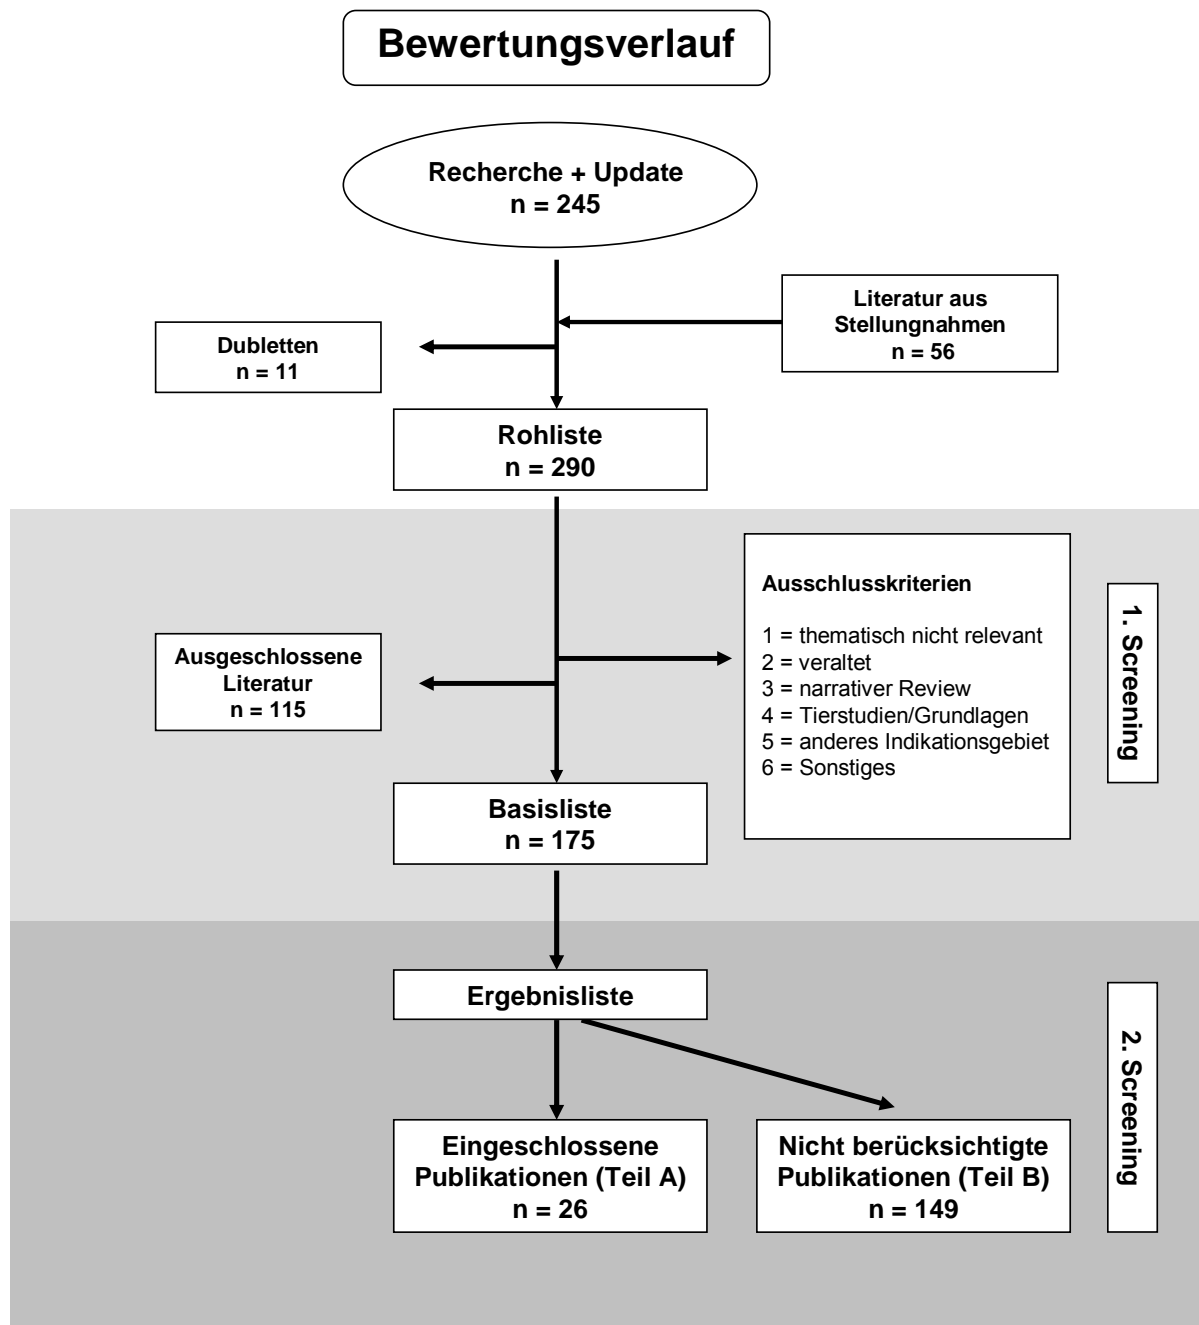 Bewertungsverlauf
Recherche + Update
n = 245
Literatur aus
Stellungnahmen
n = 56
Dubletten
n = 11
Rohliste
n = 290
Ausschlusskriterien
1 = thematisch nicht relevant
2 = veraltet
3 = narrativer Review
4 = Tierstudien/Grundlagen
5 = anderes Indikationsgebiet
6 = Sonstiges
1. Screening
Ausgeschlossene
Literatur
n = 115
Basisliste
n = 175
Ergebnisliste
2. Screening
Eingeschlossene
Publikationen (Teil A)
n = 26
Nicht berücksichtigte
Publikationen (Teil B)
n = 149